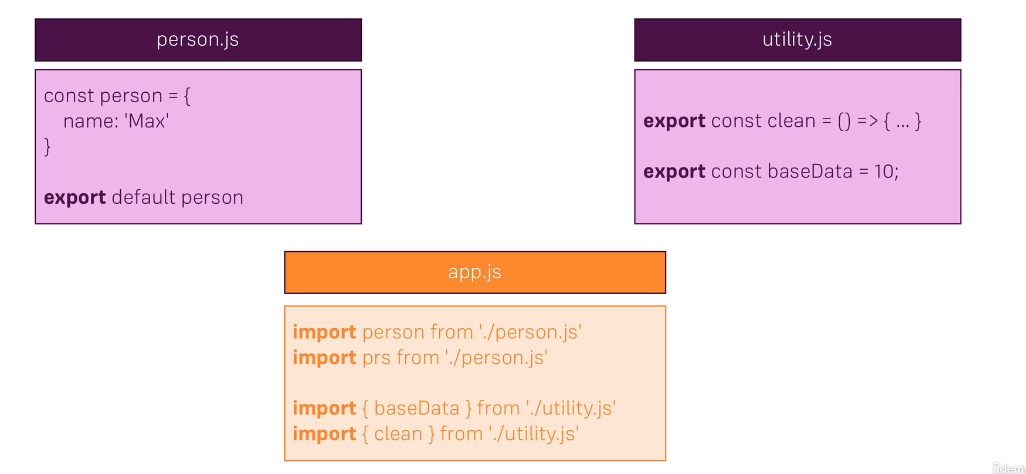 person.js
const person = {
name: 'Max'
}
export default person
utility.js
export const clean = () => { ... }
export const baseData = 10;
app.js
import person from './person.js'
import prs from './person.js'
import { baseData } from './utility.js'
import { clean } from './utility.js'
ûdemy